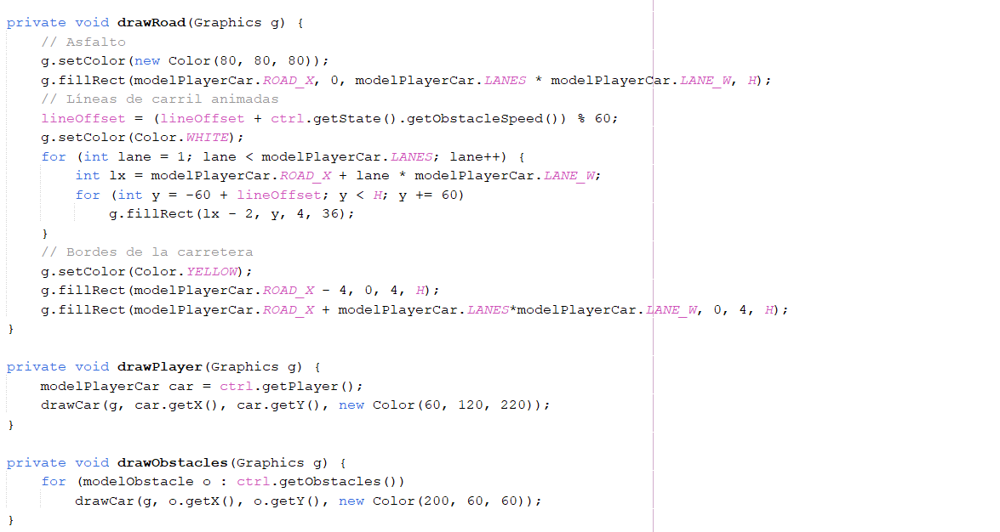 private void drawRoad(Graphics g) {
    // Asfalto
    g.setColor(new Color(80, 80, 80));
    g.fillRect(modelPlayerCar.ROAD_X, 0, modelPlayerCar.LANES * modelPlayerCar.LANE_W, H);
    // Líneas de carril animadas
    lineOffset = (lineOffset + ctrl.getState().getObstacleSpeed()) % 60;
    g.setColor(Color.WHITE);
    for (int lane = 1; lane < modelPlayerCar.LANES; lane++) {
        int lx = modelPlayerCar.ROAD_X + lane * modelPlayerCar.LANE_W;
        for (int y = -60 + lineOffset; y < H; y += 60)
            g.fillRect(lx - 2, y, 4, 36);
    }
    // Bordes de la carretera
    g.setColor(Color.YELLOW);
    g.fillRect(modelPlayerCar.ROAD_X - 4, 0, 4, H);
    g.fillRect(modelPlayerCar.ROAD_X + modelPlayerCar.LANES*modelPlayerCar.LANE_W, 0, 4, H);
}

private void drawPlayer(Graphics g) {
    modelPlayerCar car = ctrl.getPlayer();
    drawCar(g, car.getX(), car.getY(), new Color(60, 120, 220));
}

private void drawObstacles(Graphics g) {
    for (modelObstacle o : ctrl.getObstacles())
        drawCar(g, o.getX(), o.getY(), new Color(200, 60, 60));
}